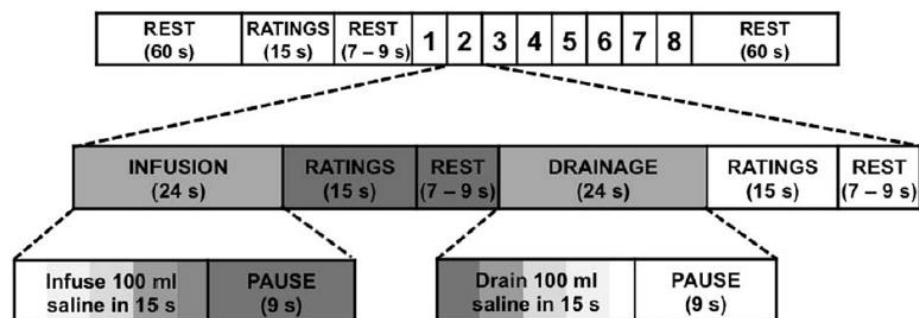 REST RATINGS REST 1 2 3 4 5 6 7 8 REST
(60 s) (15 s) (7 – 9 s) (60 s)
INFUSION RATINGS REST DRAINAGE RATINGS REST
(24 s) (15 s) (7 – 9 s) (24 s) (15 s) (7 – 9 s)
Infuse 100 ml PAUSE Drain 100 ml PAUSE
saline in 15 s (9 s) saline in 15 s (9 s)